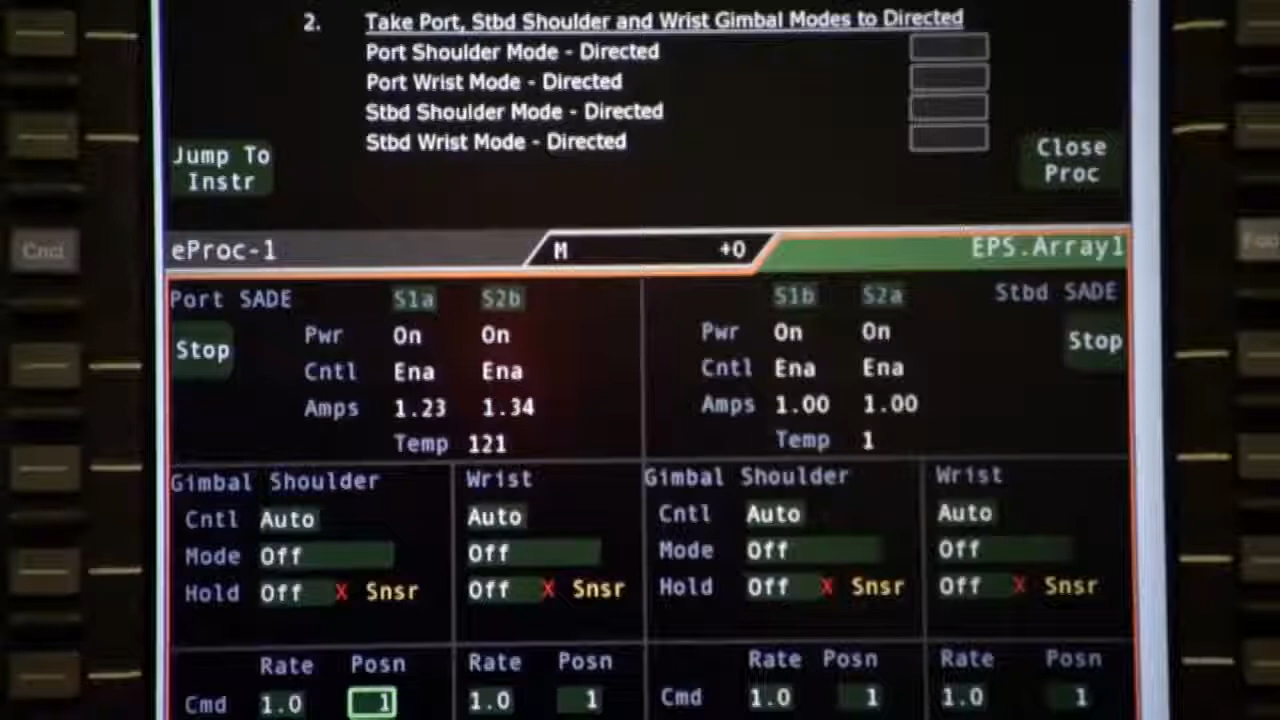 2. Take Port, Stbd Shoulder and Wrist Gimbal Modes to Directed
Port Shoulder Mode - Directed
Port Wrist Mode - Directed
Stbd Shoulder Mode - Directed
Stbd Wrist Mode - Directed
Jump To Instr
Close Proc
Cncl
eProc-1 M +0 EPS.Array1
Port SADE S1a S2b S1b S2a Stbd SADE
Stop Pwr On On Pwr On On Stop
Cntl Ena Ena Cntl Ena Ena
Amps 1.23 1.34 Amps 1.00 1.00
Temp 121 Temp 1
Gimbal Shoulder Wrist Gimbal Shoulder Wrist
Cntl Auto Auto Cntl Auto Auto
Mode Off Off Mode Off Off
Hold Off X Snsr Off X Snsr Hold Off X Snsr Off X Snsr
Rate Posn Rate Posn Rate Posn Rate Posn
Cmd 1.0 1 1.0 1 Cmd 1.0 1 1.0 1